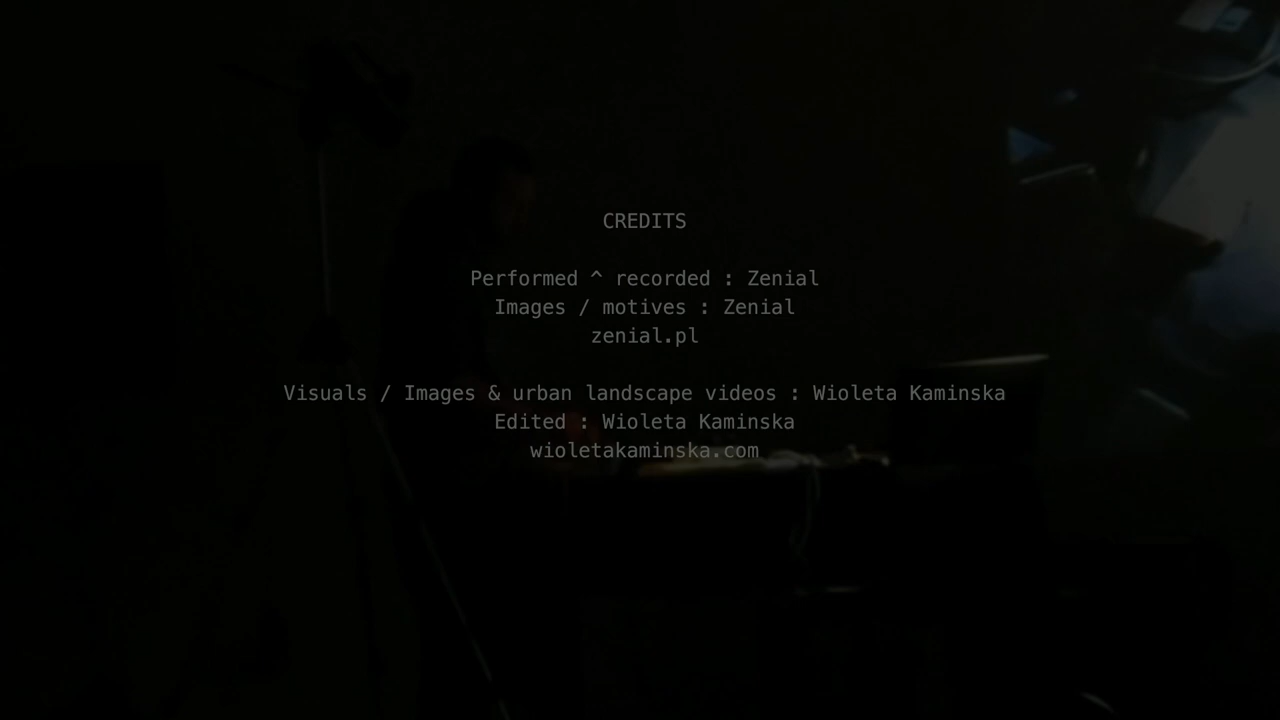 CREDITS
Performed ^ recorded : Zenial
Images / motives : Zenial
zenial.pl
Visuals / Images & urban landscape videos : Wioleta Kaminska
Edited : Wioleta Kaminska
wioletakaminska.com